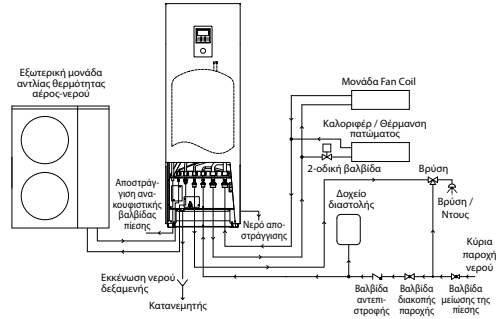 Εξωτερική μονάδα
αντλίας θερμότητας
αέρος-νερού
Μονάδα Fan Coil
Καλοριφέρ / Θέρμανση
πατώματος
2-οδική βαλβίδα
Βρύση
Αποστράγ-
γιση ανα-
κουφιστικής
βαλβίδας
πίεσης
Δοχείο
διαστολής
Βρύση /
Ντους
Νερό απο-
στράγγισης
Κύρια
παροχή
νερού
Εκκένωση νερού
δεξαμενής
Κατανεμητής
Βαλβίδα
αντεπι-
στροφής
Βαλβίδα
διακοπής
παροχής
Βαλβίδα
μείωσης της
πίεσης